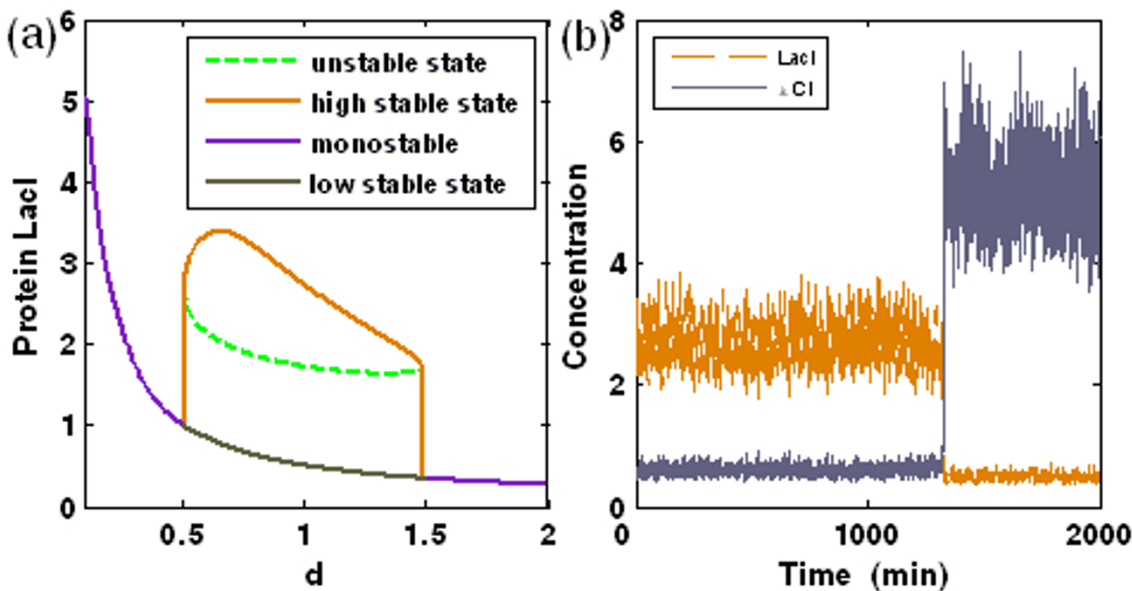 (a)
6
5
4
3
2
1
0
Protein LacI
unstable state
high stable state
monostable
low stable state
0.5
1
1.5
2
d
(b)
8
6
4
2
0
Concentration
LacI
CI
0
1000
2000
Time (min)